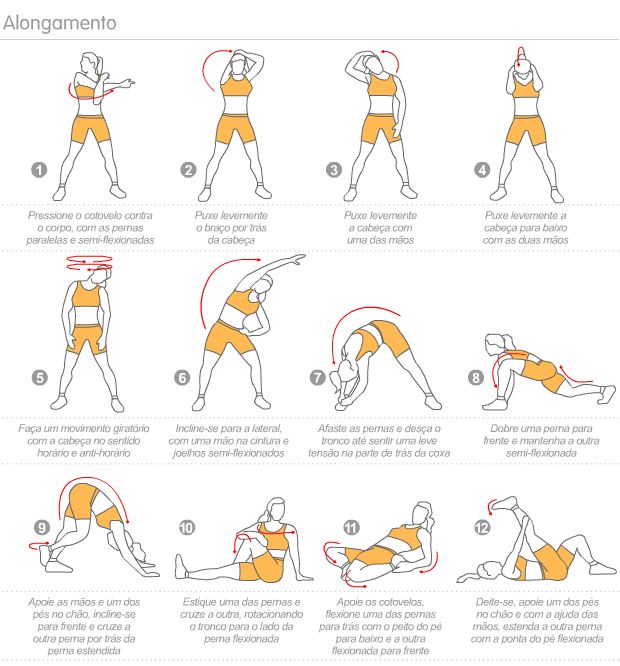 Alongamento
1
Pressione o cotovelo contra
o corpo, com as pernas
paralelas e semi-flexionadas
2
Puxe levemente
o braço por trás
da cabeça
3
Puxe levemente
a cabeça com
uma das mãos
4
Puxe levemente a
cabeça para baixo
com as duas mãos
5
Faça um movimento giratório
com a cabeça no sentido
horário e anti-horário
6
Incline-se para a lateral,
com uma mão na cintura e
joelhos semi-flexionados
7
Afaste as pernas e desça o
tronco até sentir uma leve
tensão na parte de trás da coxa
8
Dobre uma perna para
frente e mantenha a outra
semi-flexionada
9
Apoie as mãos e um dos
pés no chão, incline-se
para frente e cruze a
outra perna por trás da
perna estendida
10
Estique uma das pernas e
cruze a outra, rotacionando
o tronco para o lado da
perna flexionada
11
Apoie os cotovelos,
flexione uma das pernas
para trás com o peito do pé
para baixo e a outra
flexionada para frente
12
Deite-se, apoie um dos pés
no chão e com a ajuda das
mãos, estenda a outra perna
com a ponta do pé flexionada